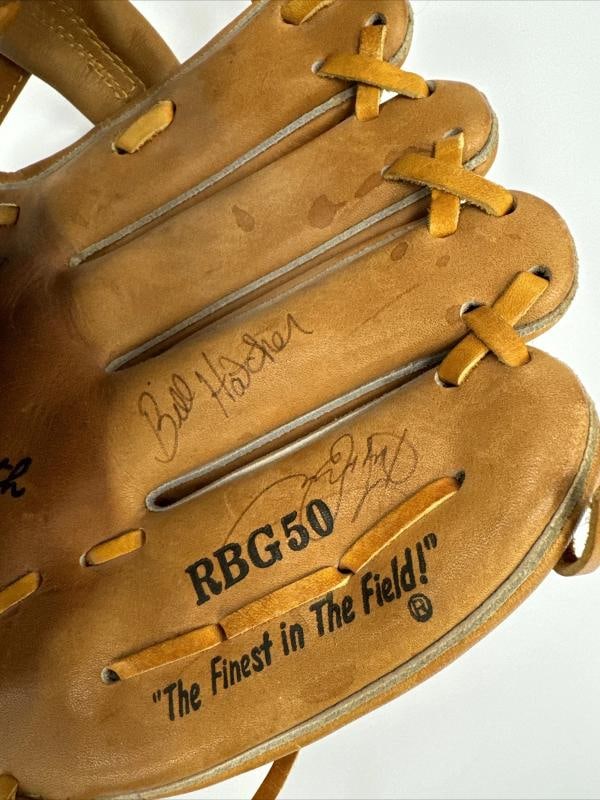 Bill Hatcher
RBG50
"The Finest in The Field!"®